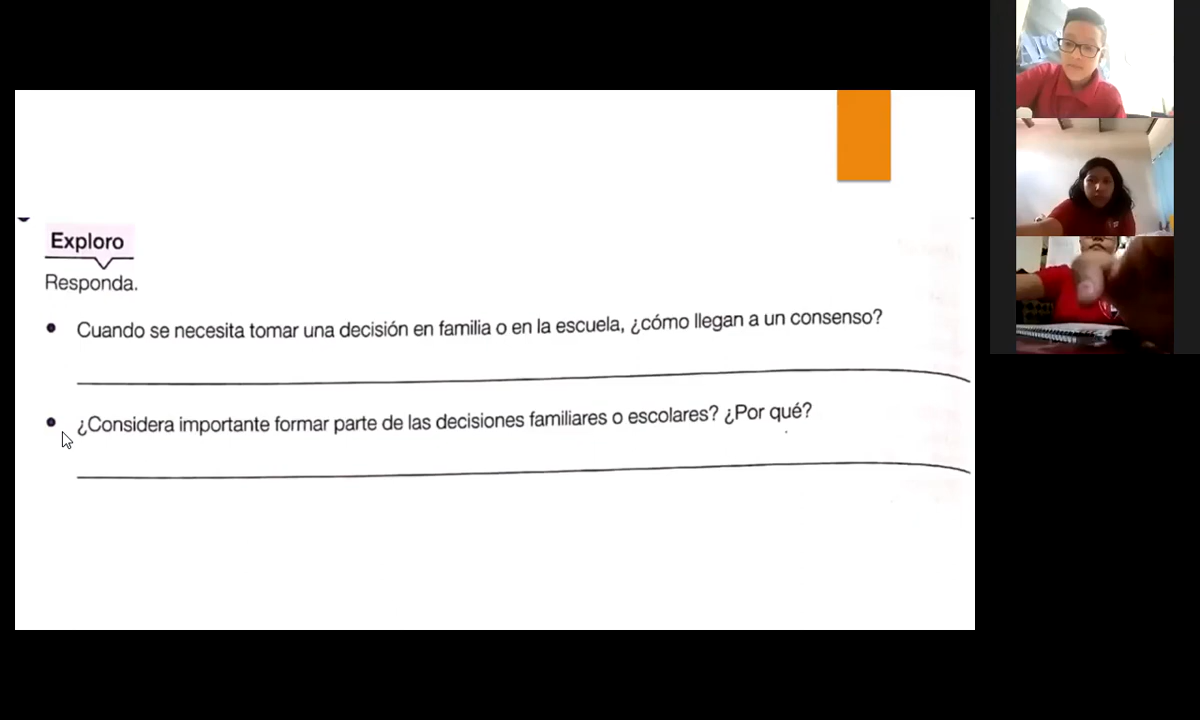 Exploro
Responda.
Cuando se necesita tomar una decisión en familia o en la escuela, ¿cómo llegan a un consenso?
¿Considera importante formar parte de las decisiones familiares o escolares? ¿Por qué?